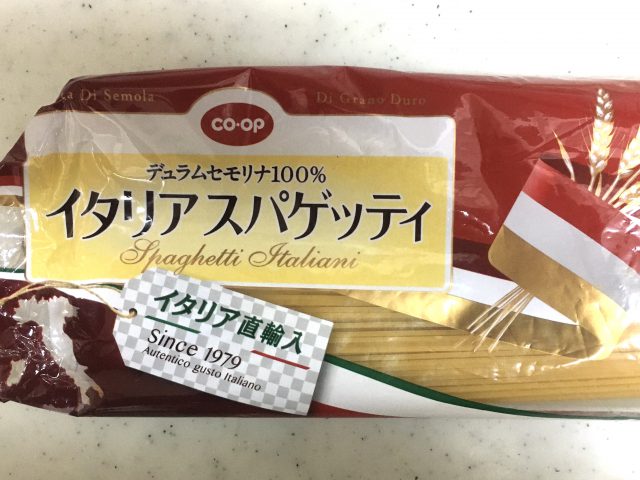 Di Semola
Di Grano Duro
CO・OP
デュラムセモリナ100%
イタリアスパゲッティ
Spaghetti Italiani
イタリア直輸入
Since 1979
Autentico gusto Italiano